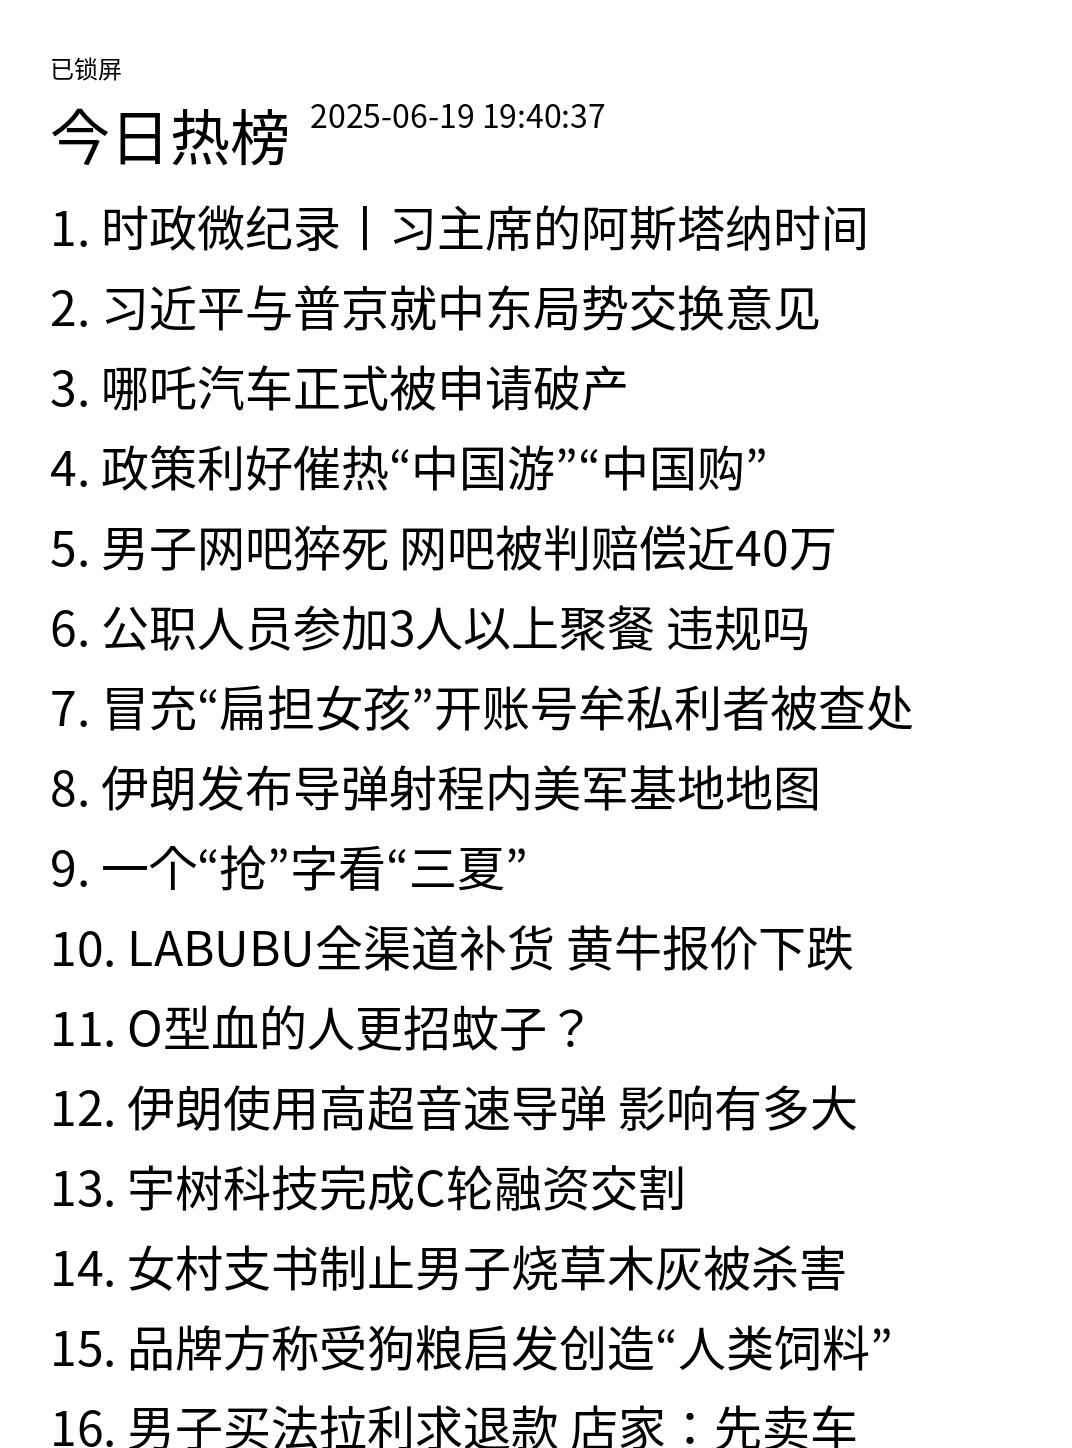 已锁屏
今日热榜 2025-06-19 19:40:37
1. 时政微纪录丨习主席的阿斯塔纳时间
2. 习近平与普京就中东局势交换意见
3. 哪吒汽车正式被申请破产
4. 政策利好催热“中国游”“中国购”
5. 男子网吧猝死 网吧被判赔偿近40万
6. 公职人员参加3人以上聚餐 违规吗
7. 冒充“扁担女孩”开账号牟私利者被查处
8. 伊朗发布导弹射程内美军基地地图
9. 一个“抢”字看“三夏”
10. LABUBU全渠道补货 黄牛报价下跌
11. O型血的人更招蚊子？
12. 伊朗使用高超音速导弹 影响有多大
13. 宇树科技完成C轮融资交割
14. 女村支书制止男子烧草木灰被杀害
15. 品牌方称受狗粮启发创造“人类饲料”
16. 男子买法拉利求退款 店家：先卖车